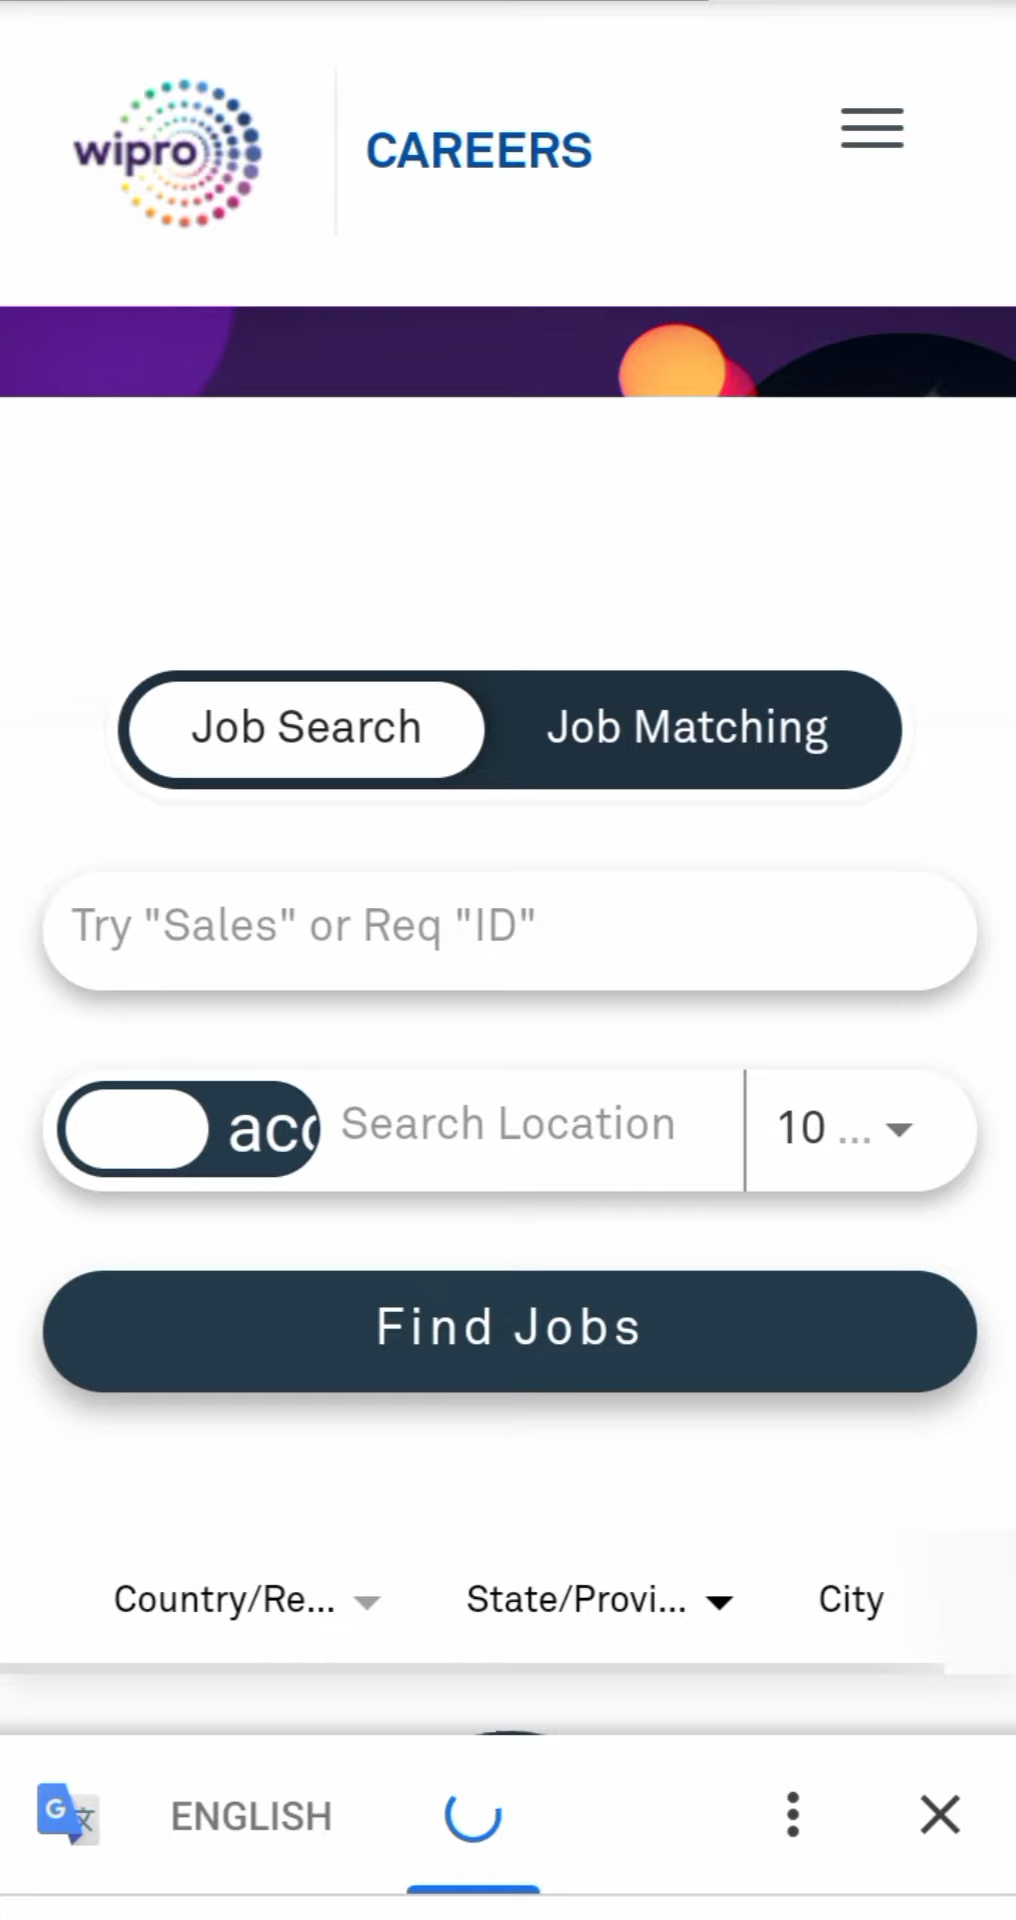 wipro
CAREERS
Job Search
Job Matching
Try "Sales" or Req "ID"
Search Location
10 ...
Find Jobs
Country/Re...
State/Provi...
City
ENGLISH